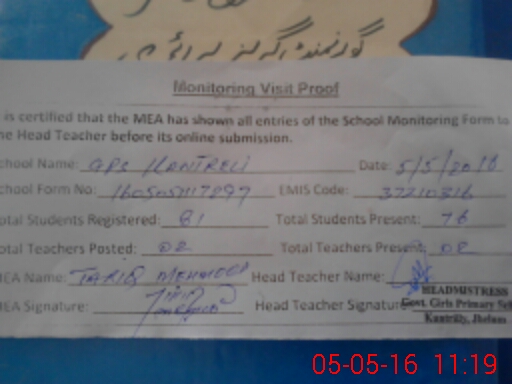 گورنمنٹ گرلز پرائمری
Monitoring Visit Proof
is certified that the MEA has shown all entries of the School Monitoring Form to
he Head Teacher before its online submission.
chool Name: GPS KANTRELI Date: 5/5/2016
chool Form No: EMIS Code: 37210316
otal Students Registered: 81 Total Students Present: 76
otal Teachers Posted: 02 Total Teachers Present: 02
MEA Name: TARIQ MEHMOOD Head Teacher Name:
MEA Signature: Head Teacher Signature
HEADMISTRESS
Govt. Girls Primary Sch
Kantrily, Jhelum
05-05-16 11:19